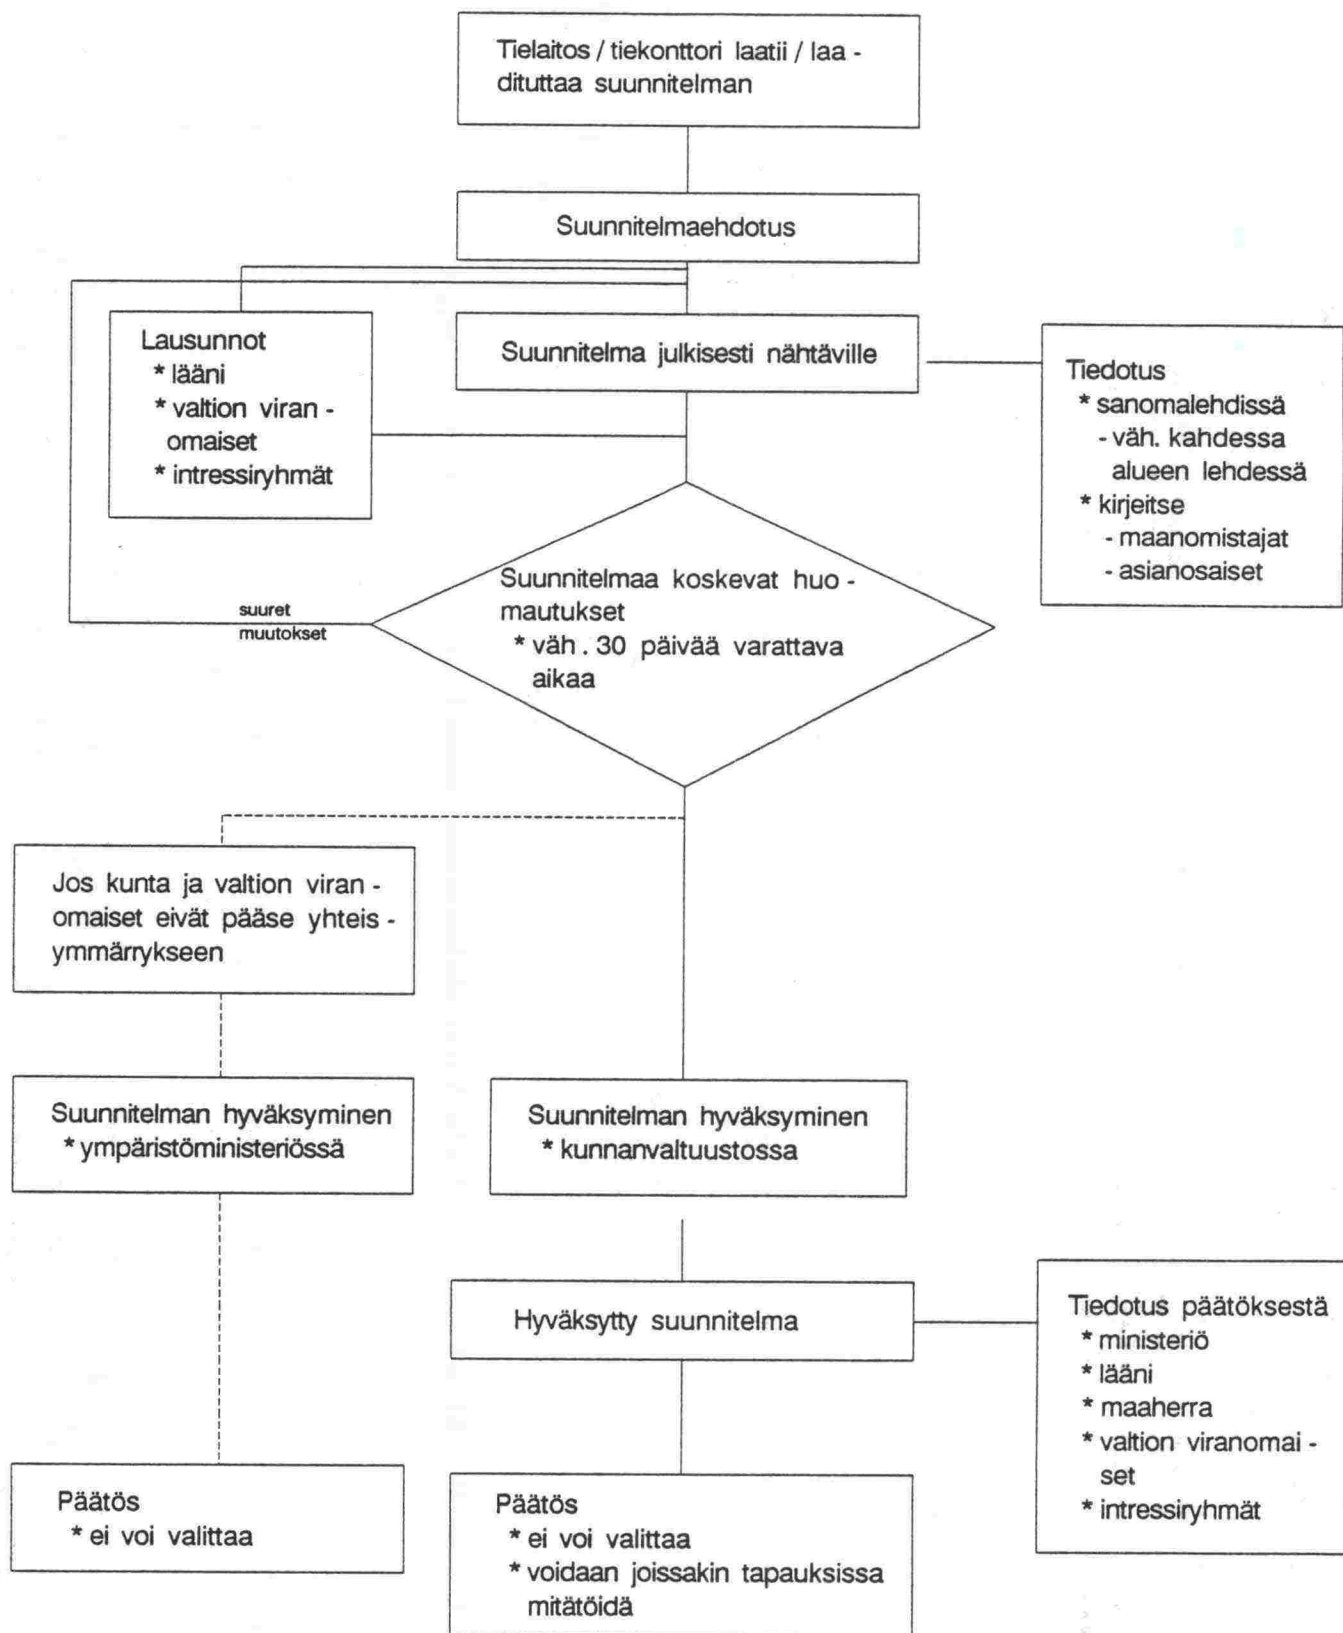 Tielaitos / tiekonttori laatii / laa -
dituttaa suunnitelman
Suunnitelmaehdotus
Lausunnot
* lääni
* valtion viran -
omaiset
* intressiryhmät
Suunnitelma julkisesti nähtäville
Tiedotus
* sanomalehdissä
- väh. kahdessa
alueen lehdessä
* kirjeitse
- maanomistajat
- asianosaiset
Suunnitelmaa koskevat huo -
mautukset
* väh . 30 päivää varattava
aikaa
suuret
muutokset
Jos kunta ja valtion viran -
omaiset eivät pääse yhteis -
ymmärrykseen
Suunnitelman hyväksyminen
* ympäristöministeriössä
Suunnitelman hyväksyminen
* kunnanvaltuustossa
Hyväksytty suunnitelma
Tiedotus päätöksestä
* ministeriö
* lääni
* maaherra
* valtion viranomai -
set
* intressiryhmät
Päätös
* ei voi valittaa
Päätös
* ei voi valittaa
* voidaan joissakin tapauksissa
mitätöidä